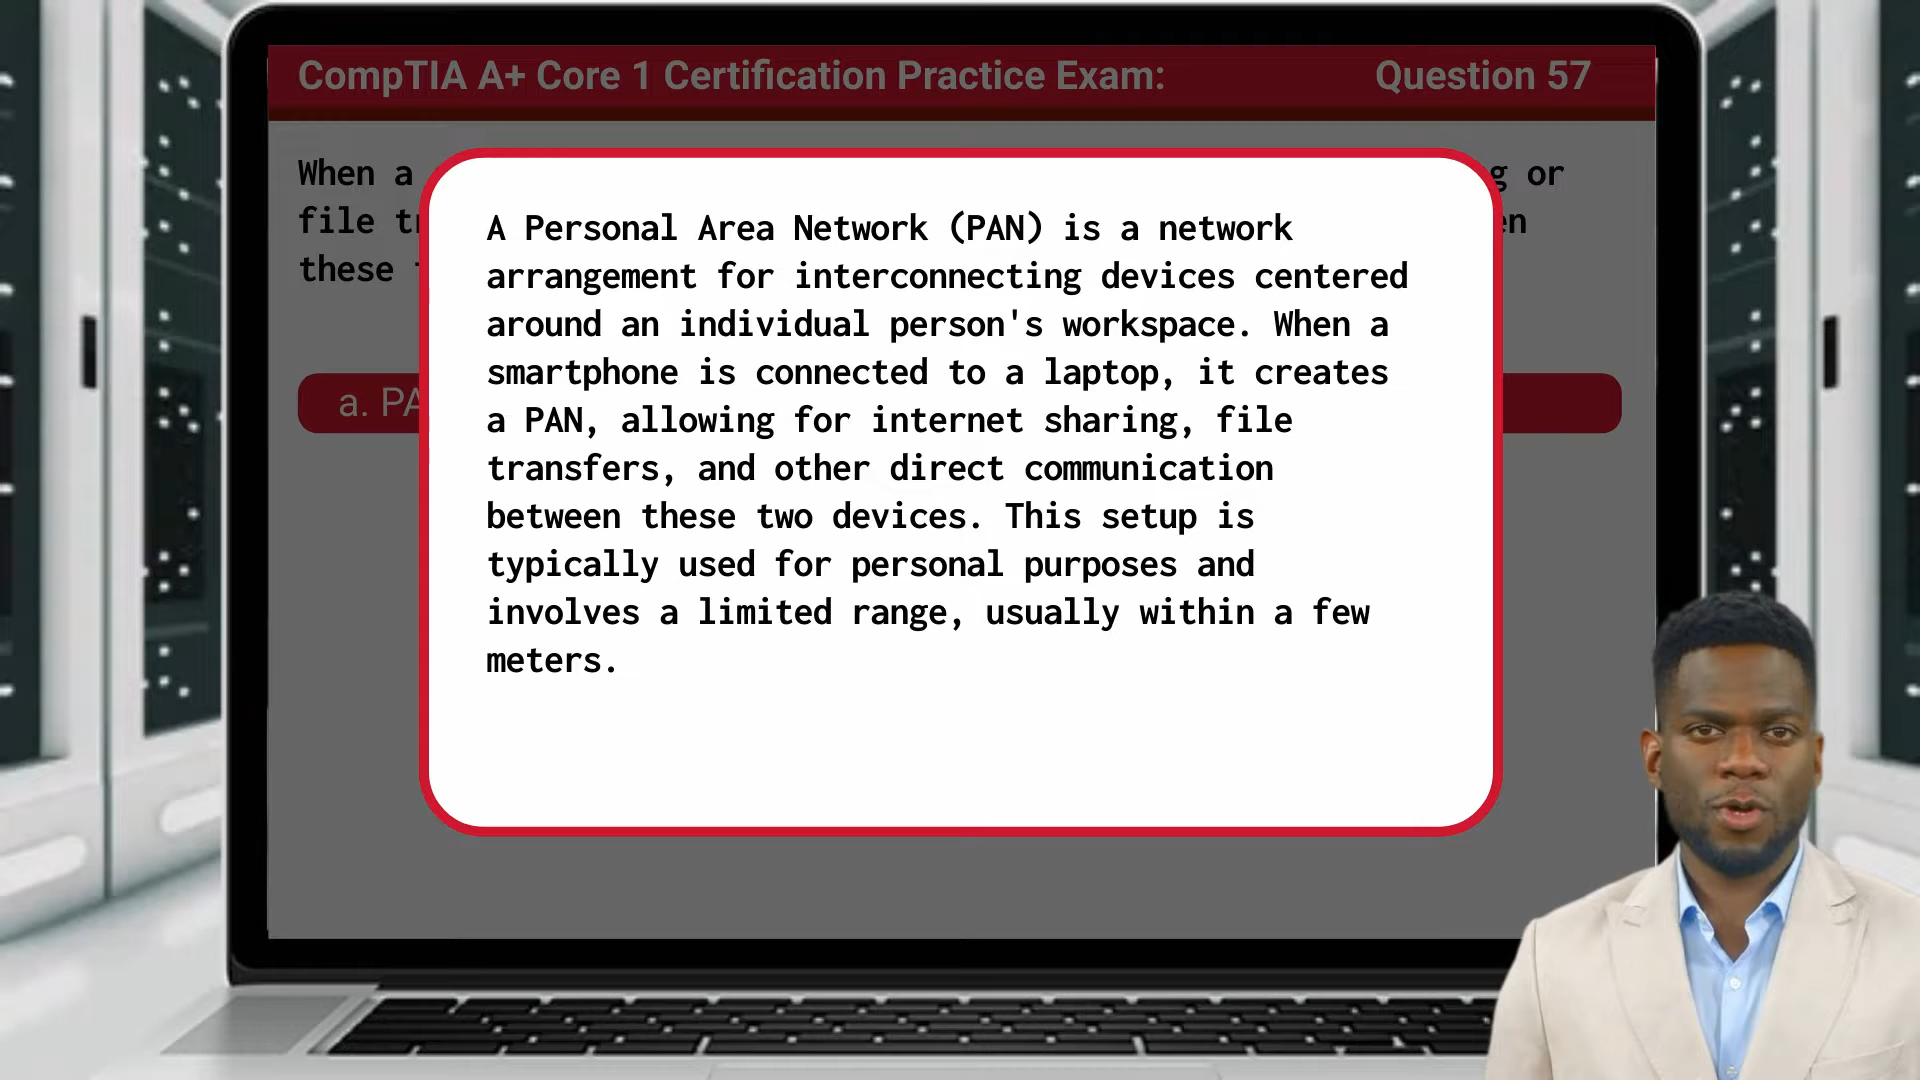 CompTIA A+ Core 1 Certification Practice Exam: Question 57
When a
or
file
these
a.
A Personal Area Network (PAN) is a network
arrangement for interconnecting devices centered
around an individual person's workspace. When a
smartphone is connected to a laptop, it creates
a PAN, allowing for internet sharing, file
transfers, and other direct communication
between these two devices. This setup is
typically used for personal purposes and
involves a limited range, usually within a few
meters.